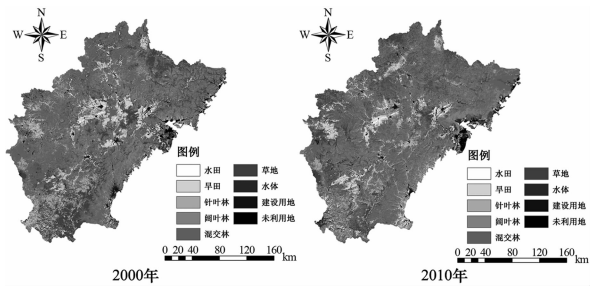 N
W E
S
图例
水田 草地
旱田 水体
针叶林 建设用地
阔叶林 未利用地
混交林
0 20 40 80 120 160
km
2000年
N
W E
S
图例
水田 草地
旱田 水体
针叶林 建设用地
阔叶林 未利用地
混交林
0 20 40 80 120 160
km
2010年